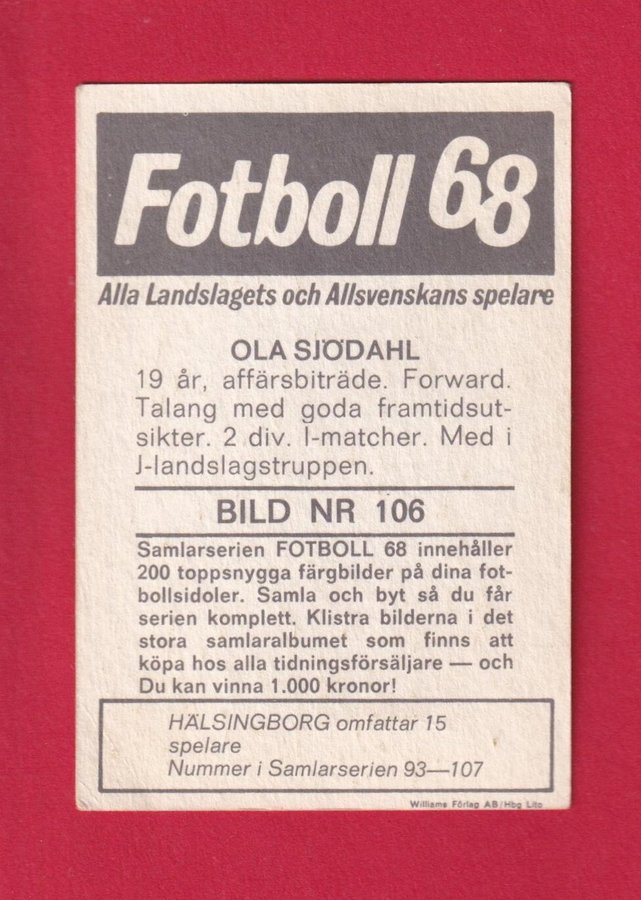 Fotboll 68
Alla Landslagets och Allsvenskans spelare
OLA SJÖDAHL
19 år, affärsbiträde. Forward.
Talang med goda framtidsut-
sikter. 2 div. I-matcher. Med i
J-landslagstruppen.
BILD NR 106
Samlarserien FOTBOLL 68 innehåller
200 toppsnygga färgbilder på dina fot-
bollsidoler. Samla och byt så du får
serien komplett. Klistra bilderna i det
stora samlaralbumet som finns att
köpa hos alla tidningsförsäljare — och
Du kan vinna 1.000 kronor!
HÄLSINGBORG omfattar 15
spelare
Nummer i Samlarserien 93—107
Williams Förlag AB/Hbg Lito